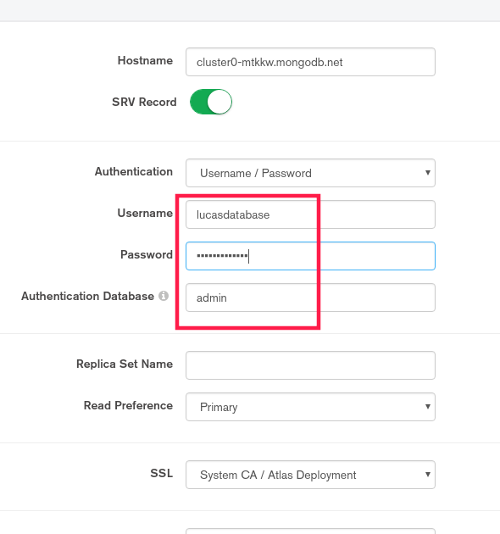 Hostname cluster0-mtkkw.mongodb.net
SRV Record
Authentication Username / Password
Username lucasdatabase
Password •••••••••••••
Authentication Database admin
Replica Set Name
Read Preference Primary
SSL System CA / Atlas Deployment